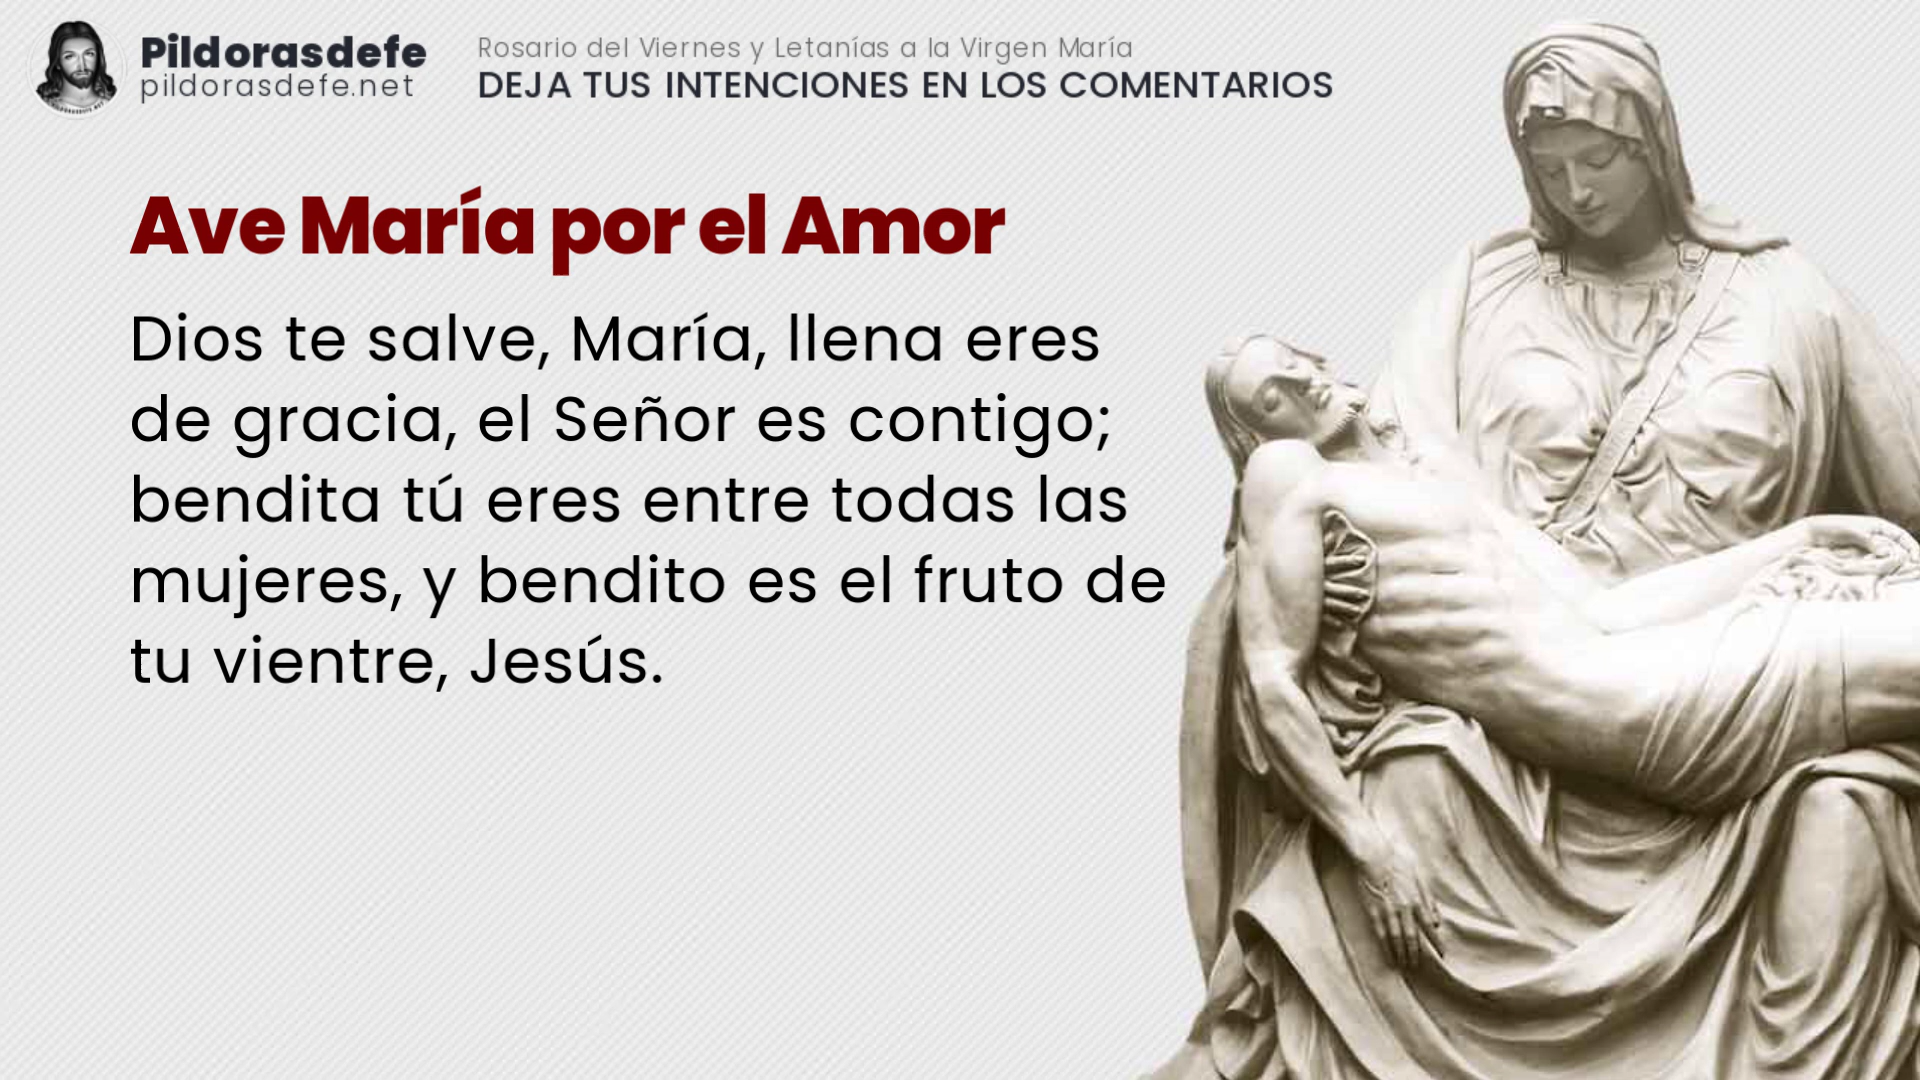 Pildorasdefe
pildorasdefe.net
Rosario del Viernes y Letanías a la Virgen María
DEJA TUS INTENCIONES EN LOS COMENTARIOS
Ave María por el Amor
Dios te salve, María, llena eres
de gracia, el Señor es contigo;
bendita tú eres entre todas las
mujeres, y bendito es el fruto de
tu vientre, Jesús.